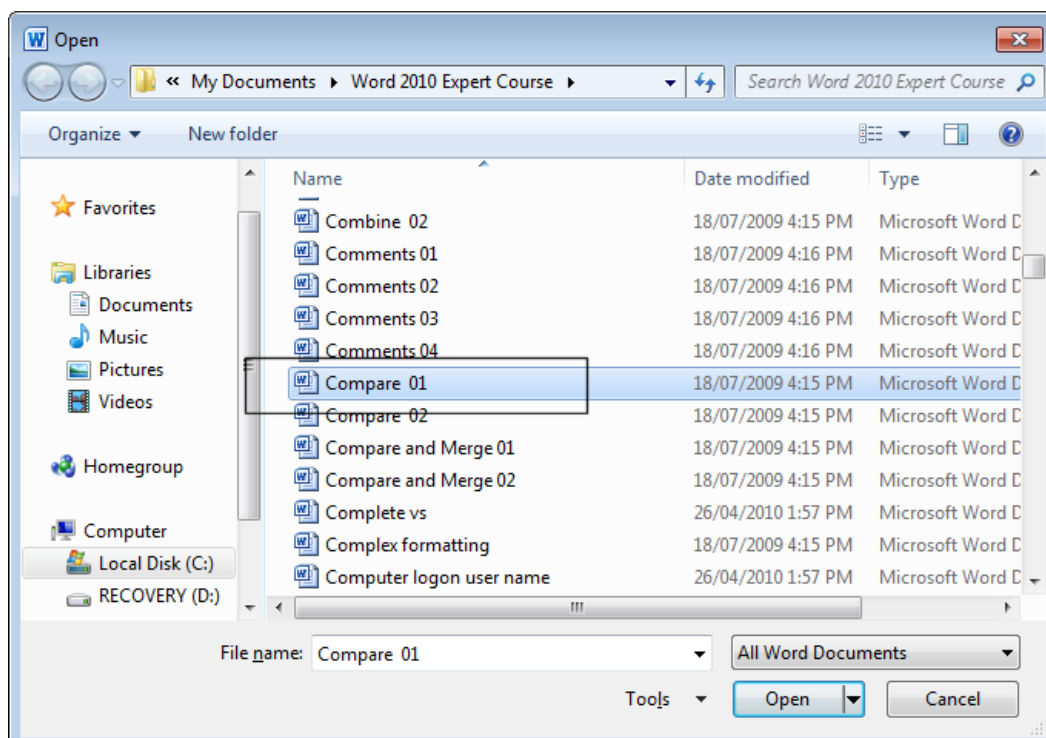 Open
« My Documents ▸ Word 2010 Expert Course ▸ Search Word 2010 Expert Course
Organize New folder
Name Date modified Type
Favorites
Libraries
Documents
Music
Pictures
Videos
Homegroup
Computer
Local Disk (C:)
RECOVERY (D:)
Combine 02 18/07/2009 4:15 PM Microsoft Word D
Comments 01 18/07/2009 4:16 PM Microsoft Word D
Comments 02 18/07/2009 4:16 PM Microsoft Word D
Comments 03 18/07/2009 4:16 PM Microsoft Word D
Comments 04 18/07/2009 4:16 PM Microsoft Word D
Compare 01 18/07/2009 4:15 PM Microsoft Word D
Compare 02 18/07/2009 4:15 PM Microsoft Word D
Compare and Merge 01 18/07/2009 4:15 PM Microsoft Word D
Compare and Merge 02 18/07/2009 4:15 PM Microsoft Word D
Complete vs 26/04/2010 1:57 PM Microsoft Word D
Complex formatting 18/07/2009 4:15 PM Microsoft Word D
Computer logon user name 26/04/2010 1:57 PM Microsoft Word D
File name: Compare 01 All Word Documents
Tools Open Cancel